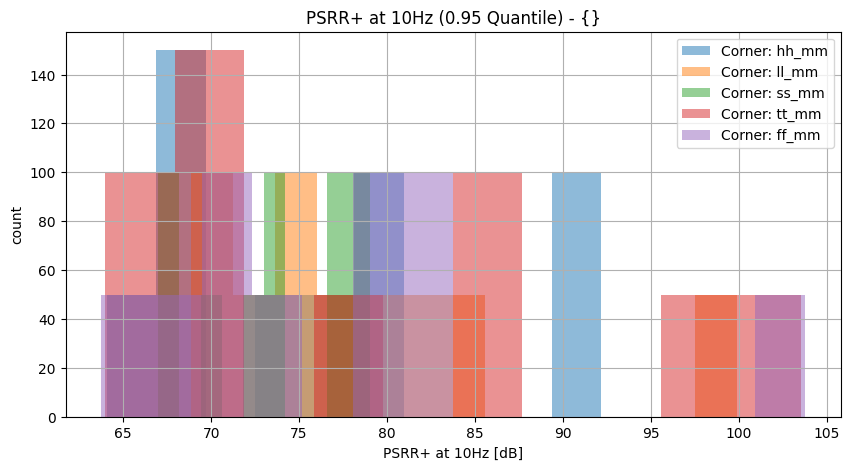 PSRR+ at 10Hz (0.95 Quantile) - {}
count
140
120
100
80
60
40
20
0
Corner: hh_mm
Corner: ll_mm
Corner: ss_mm
Corner: tt_mm
Corner: ff_mm
65 70 75 80 85 90 95 100 105
PSRR+ at 10Hz [dB]